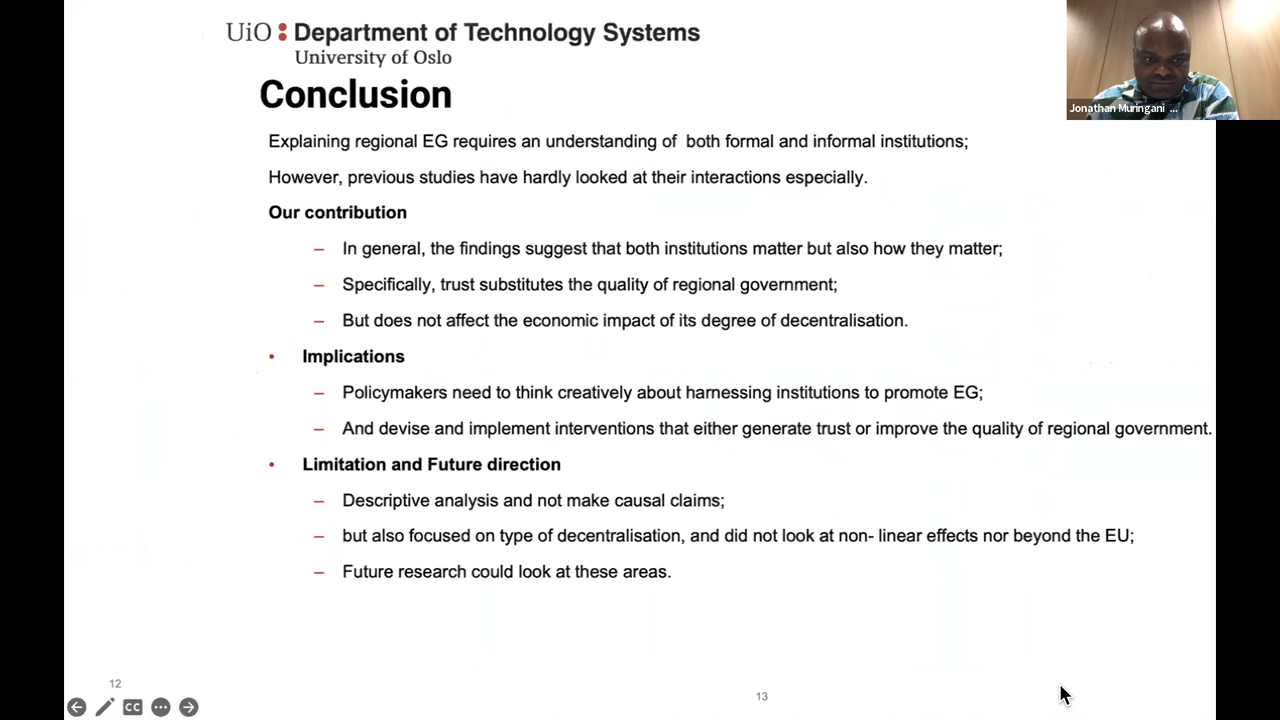 UiO : Department of Technology Systems
University of Oslo
Conclusion
Jonathan Muringani ...
Explaining regional EG requires an understanding of both formal and informal institutions;
However, previous studies have hardly looked at their interactions especially.
Our contribution
– In general, the findings suggest that both institutions matter but also how they matter;
– Specifically, trust substitutes the quality of regional government;
– But does not affect the economic impact of its degree of decentralisation.
• Implications
– Policymakers need to think creatively about harnessing institutions to promote EG;
– And devise and implement interventions that either generate trust or improve the quality of regional government.
• Limitation and Future direction
– Descriptive analysis and not make causal claims;
– but also focused on type of decentralisation, and did not look at non- linear effects nor beyond the EU;
– Future research could look at these areas.
12
13
CC